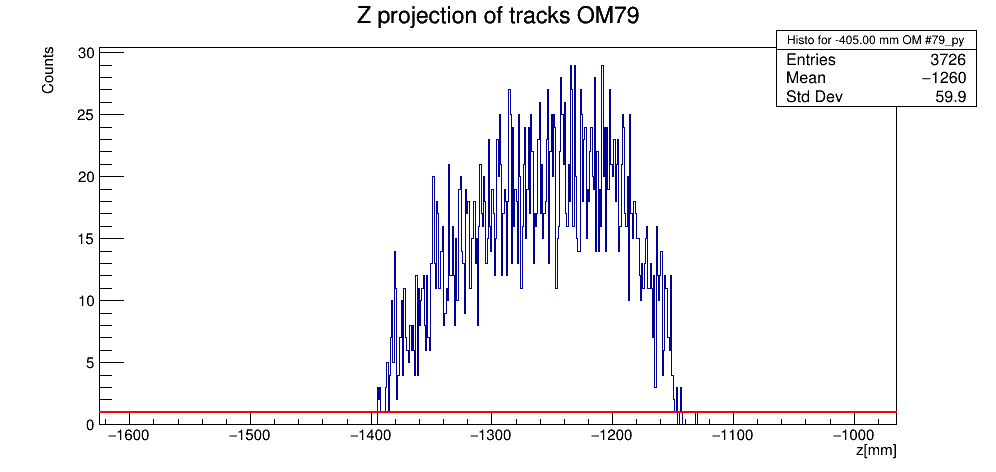 Z projection of tracks OM79
Histo for -405.00 mm OM #79_py
Entries 3726
Mean −1260
Std Dev 59.9
Counts
30
25
20
15
10
5
0
−1600 −1500 −1400 −1300 −1200 −1100 −1000
z[mm]